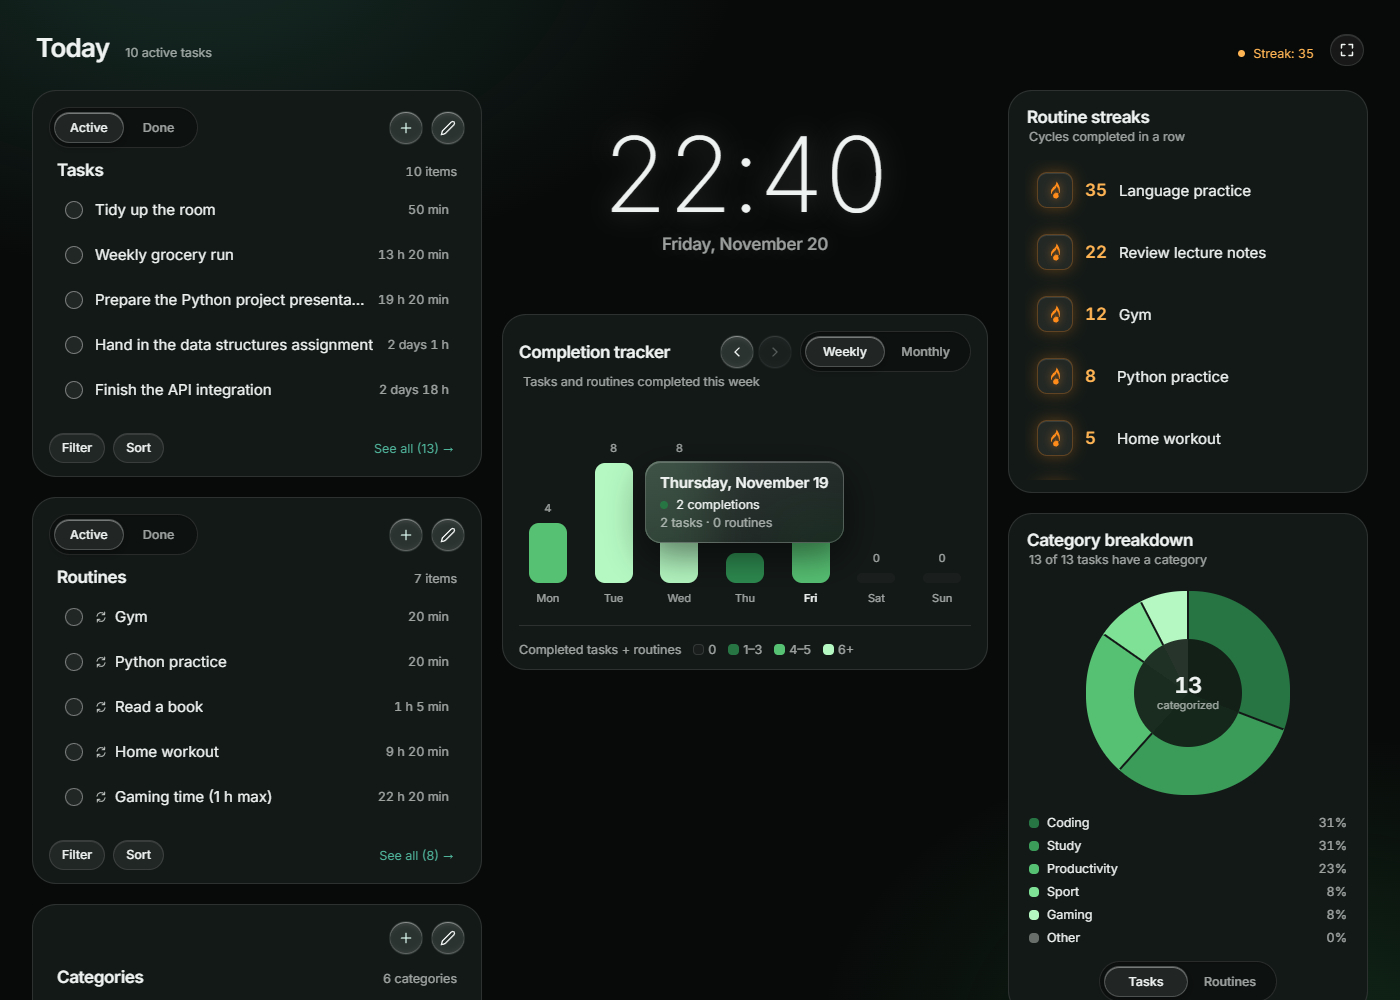 Today
10 active tasks
Streak: 35
Active
Done
Tasks
10 items
Tidy up the room
50 min
Weekly grocery run
13 h 20 min
Prepare the Python project presenta...
19 h 20 min
Hand in the data structures assignment
2 days 1 h
Finish the API integration
2 days 18 h
Filter
Sort
See all (13) →
Active
Done
Routines
7 items
Gym
20 min
Python practice
20 min
Read a book
1 h 5 min
Home workout
9 h 20 min
Gaming time (1 h max)
22 h 20 min
Filter
Sort
See all (8) →
Categories
6 categories
22:40
Friday, November 20
Completion tracker
Weekly
Monthly
Tasks and routines completed this week
4
8
8
0
0
Thursday, November 19
2 completions
2 tasks · 0 routines
Mon
Tue
Wed
Thu
Fri
Sat
Sun
Completed tasks + routines
0
1–3
4–5
6+
Routine streaks
Cycles completed in a row
35 Language practice
22 Review lecture notes
12 Gym
8 Python practice
5 Home workout
Category breakdown
13 of 13 tasks have a category
13
categorized
Coding
31%
Study
31%
Productivity
23%
Sport
8%
Gaming
8%
Other
0%
Tasks
Routines